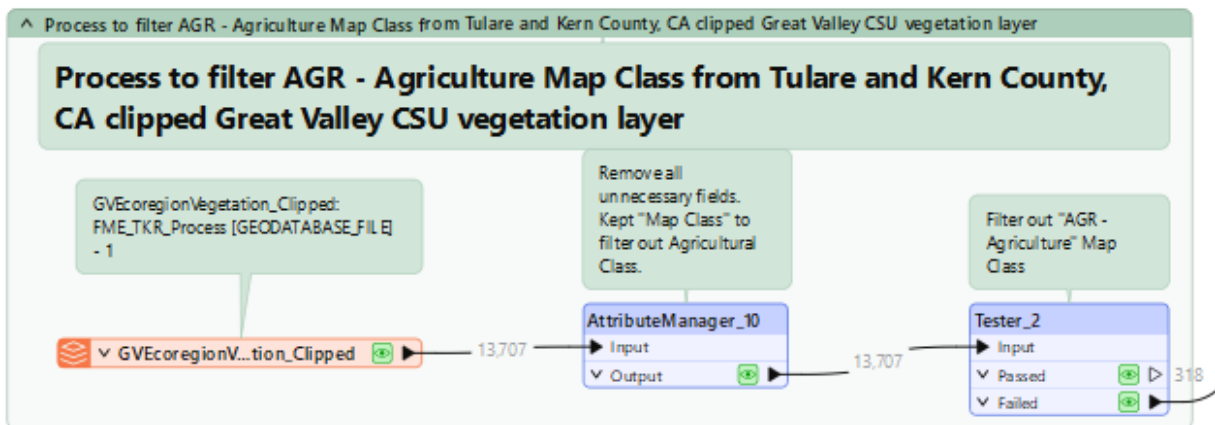 Process to filter AGR - Agriculture Map Class from Tulare and Kern County, CA clipped Great Valley CSU vegetation layer
Process to filter AGR - Agriculture Map Class from Tulare and Kern County,
CA clipped Great Valley CSU vegetation layer
GVEcoregionVegetation_Clipped:
FME_TKR_Process [GEODATABASE_FILE]
- 1
Remove all
unnecessary fields.
Kept "Map Class" to
filter out Agricultural
Class.
Filter out "AGR -
Agriculture" Map
Class
GVEcoregionV...tion_Clipped
13,707
AttributeManager_10
Input
Output
13,707
Tester_2
Input
Passed
318
Failed